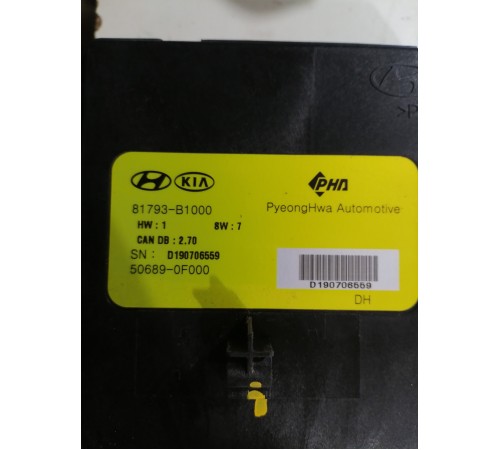 >P
KIA
PHA
81793-B1000
PyeongHwa Automotive
HW : 1 SW : 7
CAN DB : 2.70
SN : D190706559
50689-0F000
D190706559
DH